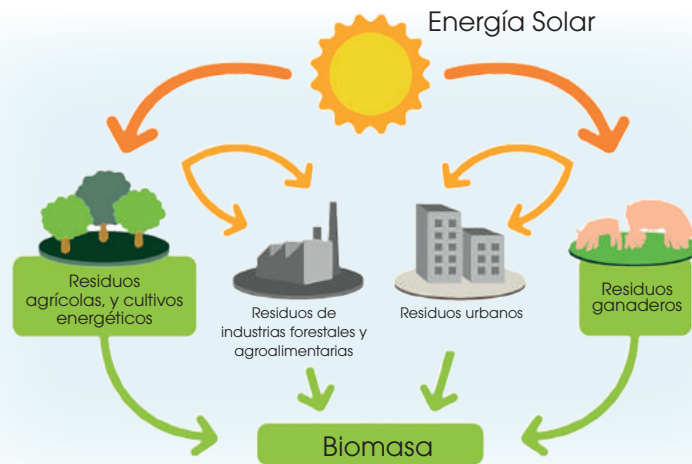 Energía Solar
Residuos
agrícolas, y cultivos
energéticos
Residuos de
industrias forestales y
agroalimentarias
Residuos urbanos
Residuos
ganaderos
Biomasa